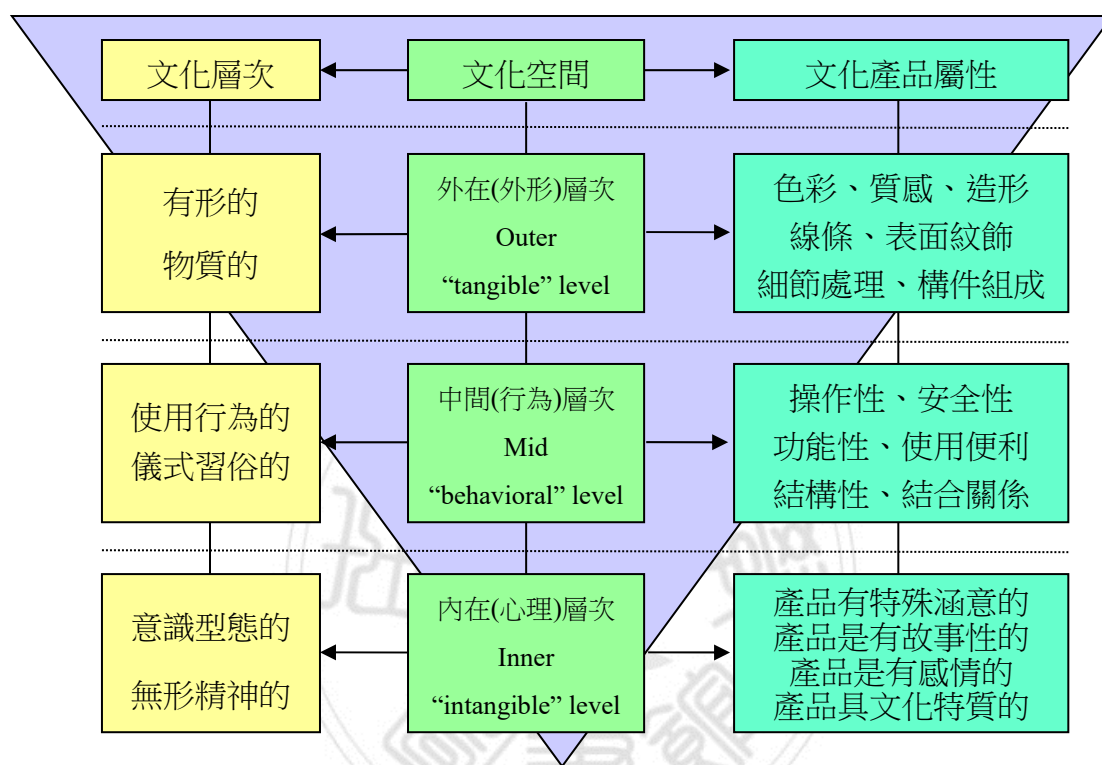 文化層次
文化空間
文化產品屬性
有形的
物質的
外在(外形)層次
Outer
“tangible” level
色彩、質感、造形
線條、表面紋飾
細節處理、構件組成
使用行為的
儀式習俗的
中間(行為)層次
Mid
“behavioral” level
操作性、安全性
功能性、使用便利
結構性、結合關係
意識型態的
無形精神的
內在(心理)層次
Inner
“intangible” level
產品有特殊涵意的
產品是有故事性的
產品是有感情的
產品具文化特質的